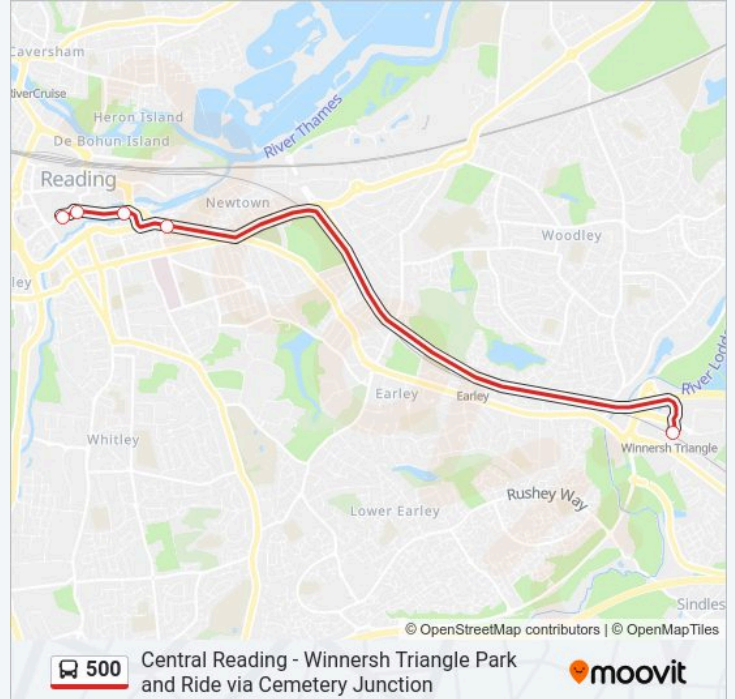 Caversham
iverCruise
Heron Island
De Bohun Island
River Thames
Reading
Newtown
Woodley
ley
River Lodd
Earley
Earley
Whitley
Winnersh Triangle
Rushey Way
Lower Earley
Sindles
© OpenStreetMap contributors | © OpenMapTiles
500
Central Reading - Winnersh Triangle Park
and Ride via Cemetery Junction
moovit